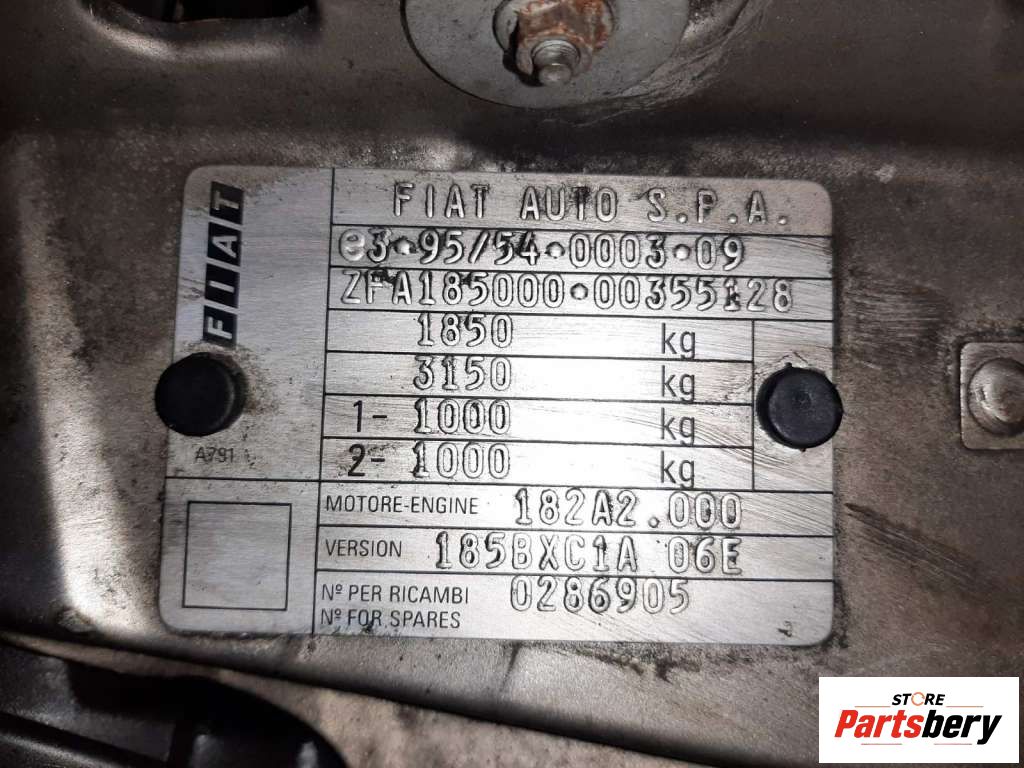 FIAT
FIAT AUTO S.P.A.
e3•95/54•0003•09
ZFA185000•00355128
1850 kg
3150 kg
1- 1000 kg
2- 1000 kg
A791
MOTORE-ENGINE 182A2.000
VERSION 185BXC1A 06E
Nº PER RICAMBI 0286905
Nº FOR SPARES
STORE
Partsbery